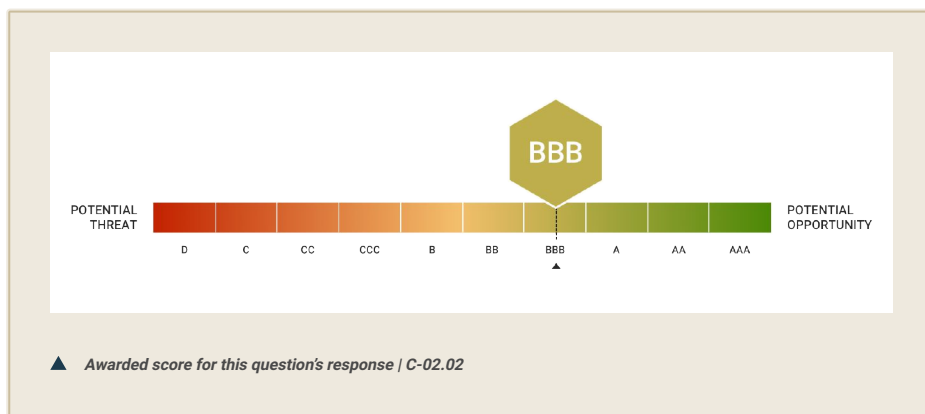 BBB
POTENTIAL
THREAT
POTENTIAL
OPPORTUNITY
D C CC CCC B BB BBB A AA AAA
Awarded score for this question's response | C-02.02